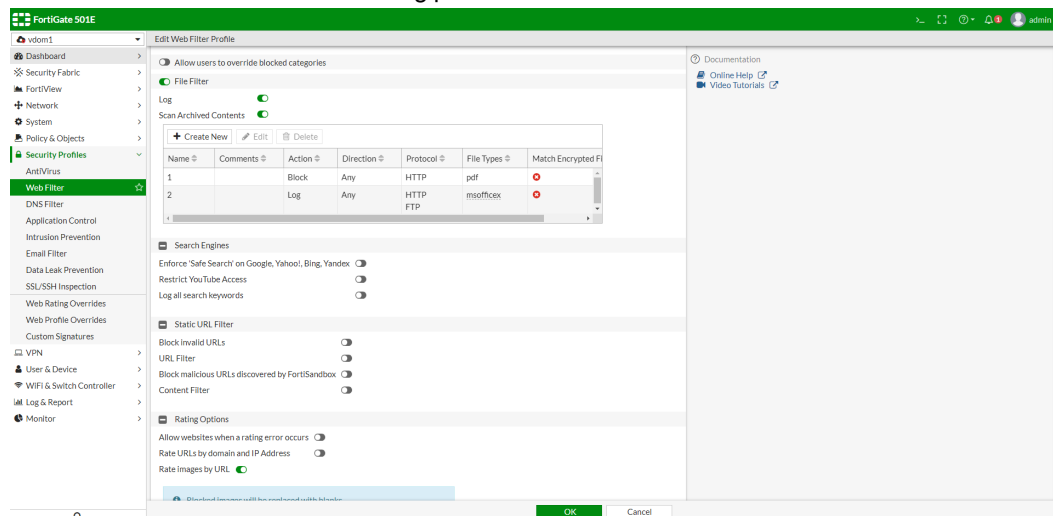 FortiGate 501E
>_
admin
vdom1
Edit Web Filter Profile
Dashboard
Security Fabric
FortiView
Network
System
Policy & Objects
Security Profiles
AntiVirus
Web Filter
DNS Filter
Application Control
Intrusion Prevention
Email Filter
Data Leak Prevention
SSL/SSH Inspection
Web Rating Overrides
Web Profile Overrides
Custom Signatures
VPN
User & Device
WiFi & Switch Controller
Log & Report
Monitor
Allow users to override blocked categories
File Filter
Log
Scan Archived Contents
Create New Edit Delete
Name Comments Action Direction Protocol File Types Match Encrypted Fi
1 Block Any HTTP pdf
2 Log Any HTTP msofficex
FTP
Search Engines
Enforce 'Safe Search' on Google, Yahoo!, Bing, Yandex
Restrict YouTube Access
Log all search keywords
Static URL Filter
Block invalid URLs
URL Filter
Block malicious URLs discovered by FortiSandbox
Content Filter
Rating Options
Allow websites when a rating error occurs
Rate URLs by domain and IP Address
Rate images by URL
Blocked images will be replaced with blanks
OK Cancel
Documentation
Online Help
Video Tutorials